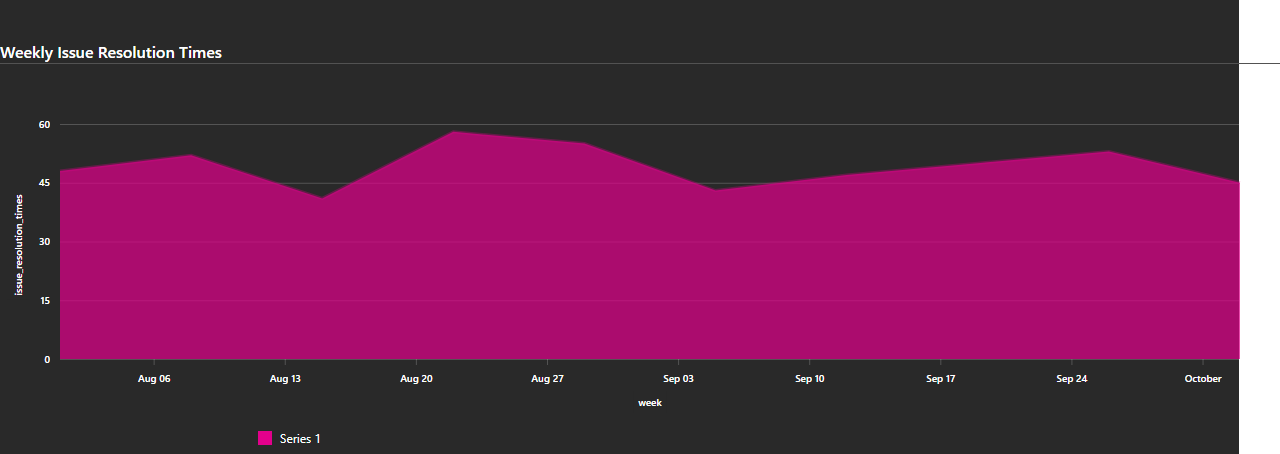 Weekly Issue Resolution Times
60
45
30
15
0
issue_resolution_times
Aug 06 Aug 13 Aug 20 Aug 27 Sep 03 Sep 10 Sep 17 Sep 24 October
week
Series 1